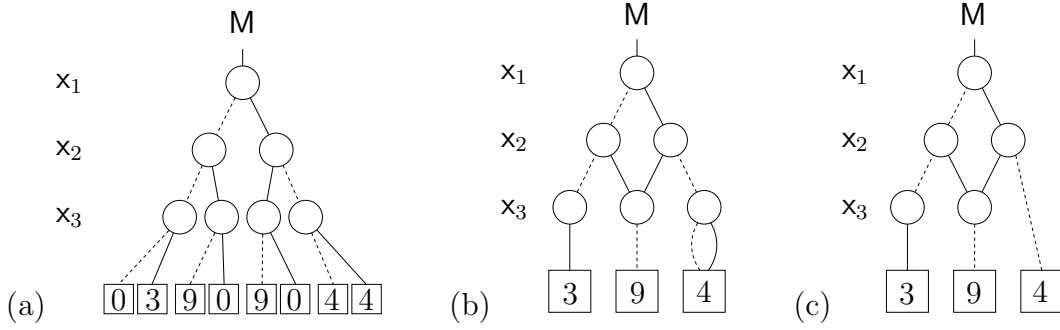 M M M
x₁ x₁ x₁
x₂ x₂ x₂
x₃ x₃ x₃
(a) 0 3 9 0 9 0 4 4 (b) 3 9 4 (c) 3 9 4